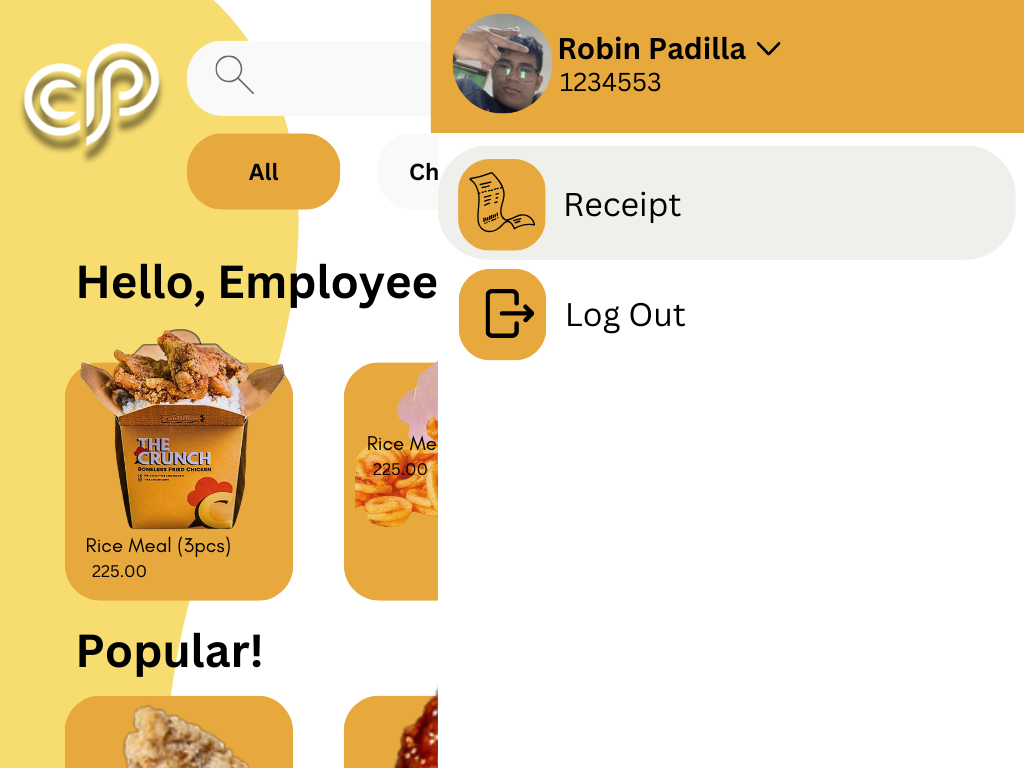 CP
Robin Padilla
1234553
All
Ch
Receipt
Log Out
Hello, Employee
THE
CRUNCH
BONELESS FRIED CHICKEN
Rice Meal (3pcs)
225.00
Rice Me
225.00
Popular!